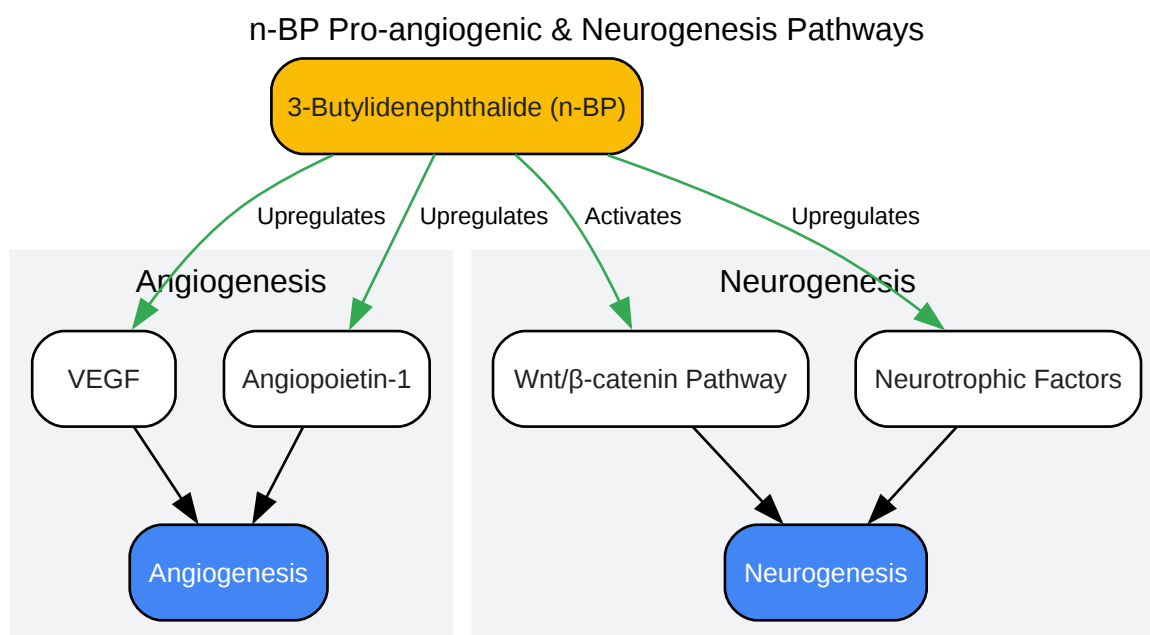 n-BP Pro-angiogenic & Neurogenesis Pathways
3-Butylidenephthalide (n-BP)
Upregulates
Upregulates
Activates
Upregulates
Angiogenesis
Neurogenesis
VEGF
Angiopoietin-1
Wnt/β-catenin Pathway
Neurotrophic Factors
Angiogenesis
Neurogenesis